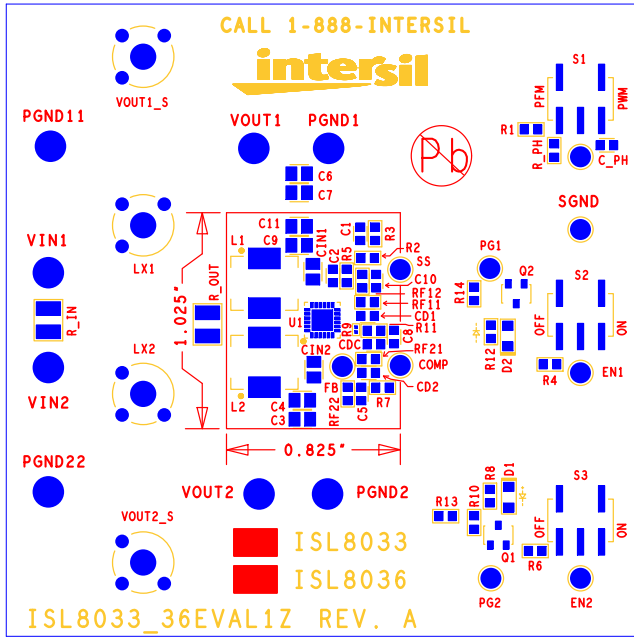 CALL 1-888-INTERSIL
intersil
S1
PFM
PWM
VOUT1_S
PGND11
VOUT1
PGND1
R1
R_PH
C_PH
Pb
C6
C7
SGND
VIN1
LX1
C11
C9
L1
CIN1
C1
R3
R5
R2
C2
SS
C10
RF12
RF11
CD1
PG1
Q2
S2
R14
OFF
ON
R_IN
R_OUT
1.025"
U1
R9
R11
C8
CDC
RF21
R12
D2
R4
EN1
LX2
CIN2
COMP
CD2
FB
R7
C5
RF22
VIN2
L2
C4
C3
0.825"
PGND22
VOUT2
PGND2
VOUT2_S
R13
R10
R8
D1
S3
OFF
ON
Q1
R6
PG2
EN2
ISL8033
ISL8036
ISL8033_36EVAL1Z REV. A